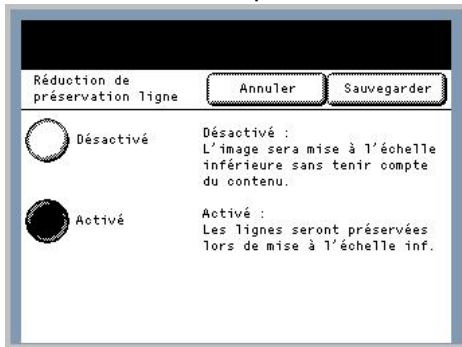 Réduction de
préservation ligne
Annuler
Sauvegarder
Désactivé
Désactivé :
L'image sera mise à l'échelle
inférieure sans tenir compte
du contenu.
Activé
Activé :
Les lignes seront préservées
lors de mise à l'échelle inf.